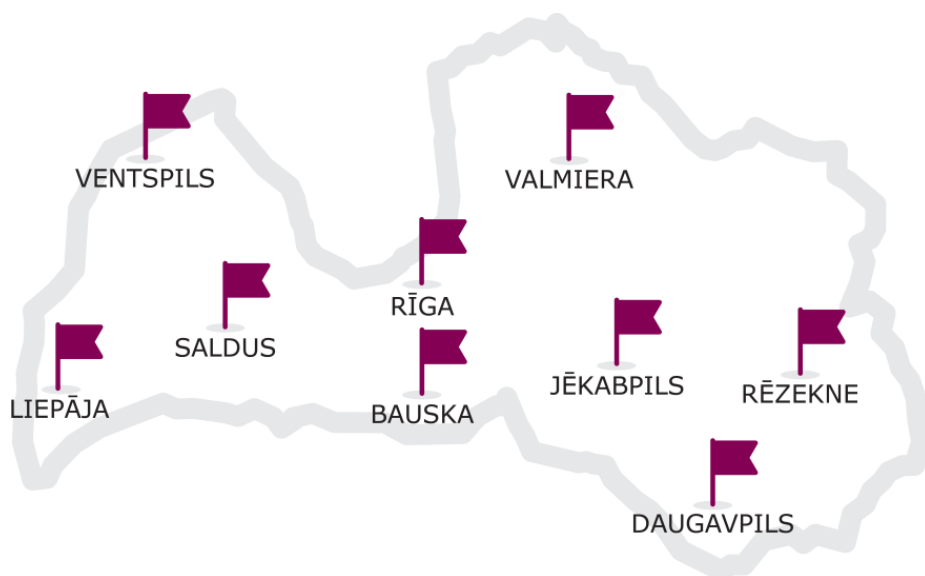 VENTSPILS
VALMIERA
RĪGA
SALDUS
JĒKABPILS
RĒZEKNE
LIEPĀJA
BAUSKA
DAUGAVPILS